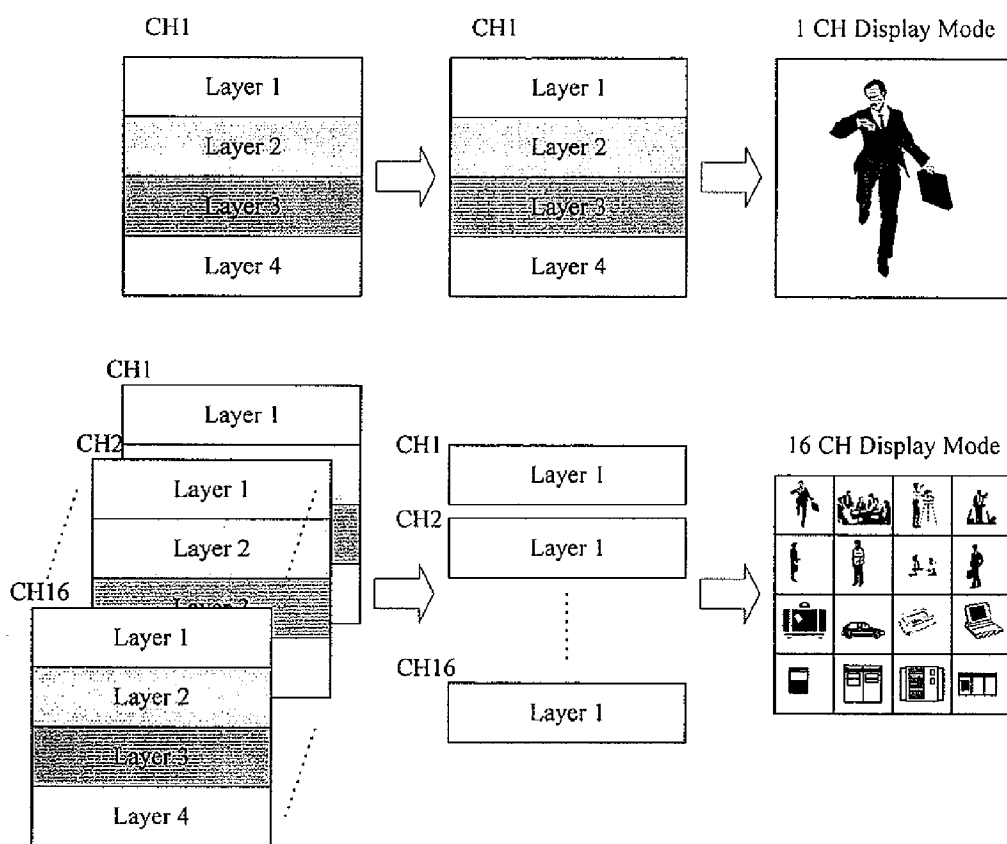 CH1
CH1
1 CH Display Mode
Layer 1
Layer 2
Layer 3
Layer 4
Layer 1
Layer 2
Layer 3
Layer 4
CH1
Layer 1
CH2
Layer 1
Layer 2
CH16
Layer 1
Layer 2
Layer 3
Layer 4
CH1
Layer 1
CH2
Layer 1
CH16
Layer 1
16 CH Display Mode